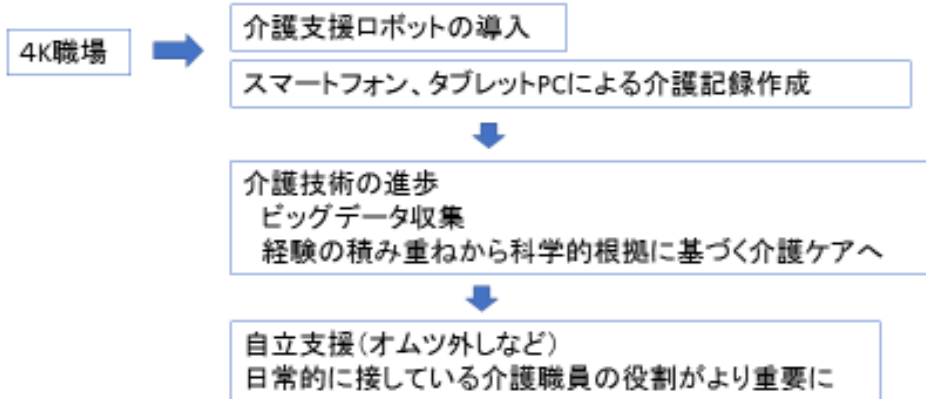 4K職場
介護支援ロボットの導入
スマートフォン、タブレットPCによる介護記録作成
介護技術の進歩
ビッグデータ収集
経験の積み重ねから科学的根拠に基づく介護ケアへ
自立支援(オムツ外しなど)
日常的に接している介護職員の役割がより重要に